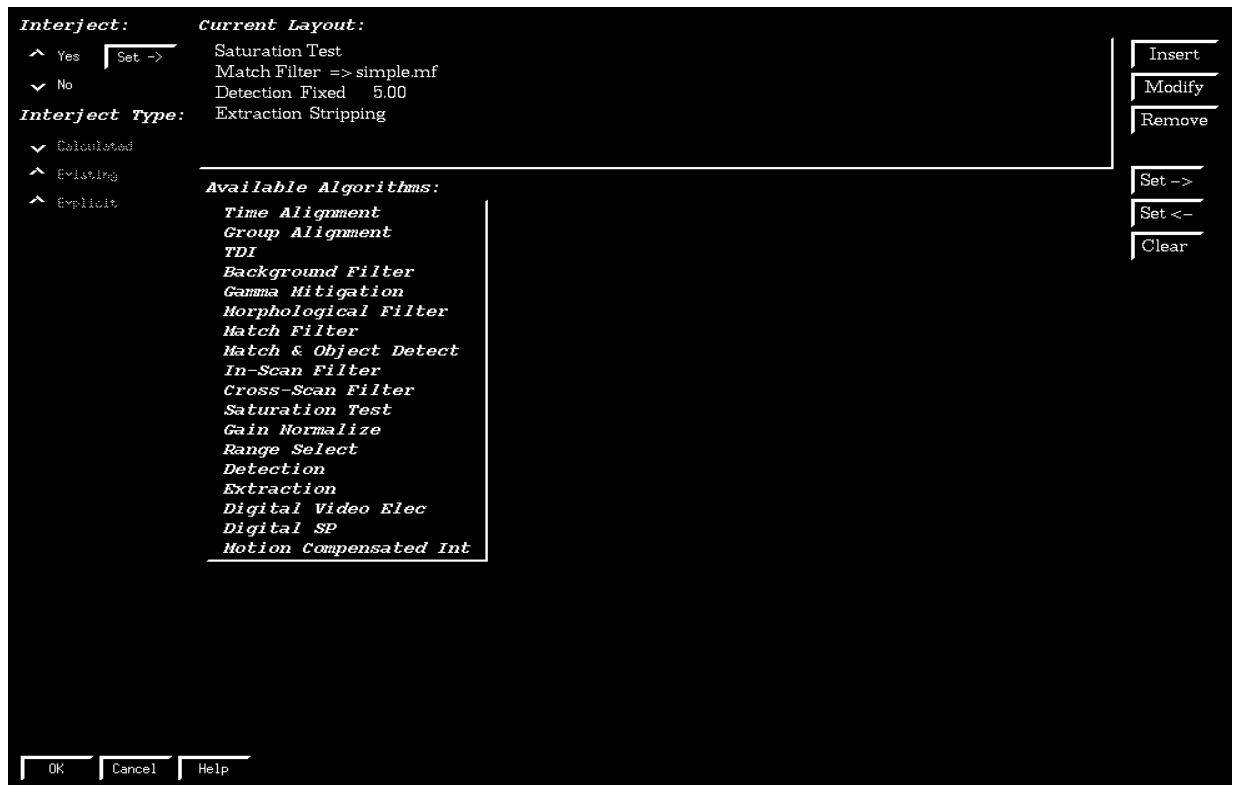 Interject:
Yes
Set ->
No
Interject Type:
Calculated
Existing
Explicit
Current Layout:
Saturation Test
Match Filter => simple.mf
Detection Fixed 5.00
Extraction Stripping
Available Algorithms:
Time Alignment
Group Alignment
TDI
Background Filter
Gamma Mitigation
Morphological Filter
Match Filter
Match & Object Detect
In-Scan Filter
Cross-Scan Filter
Saturation Test
Gain Normalize
Range Select
Detection
Extraction
Digital Video Elec
Digital SP
Motion Compensated Int
Insert
Modify
Remove
Set ->
Set <-
Clear
OK
Cancel
Help